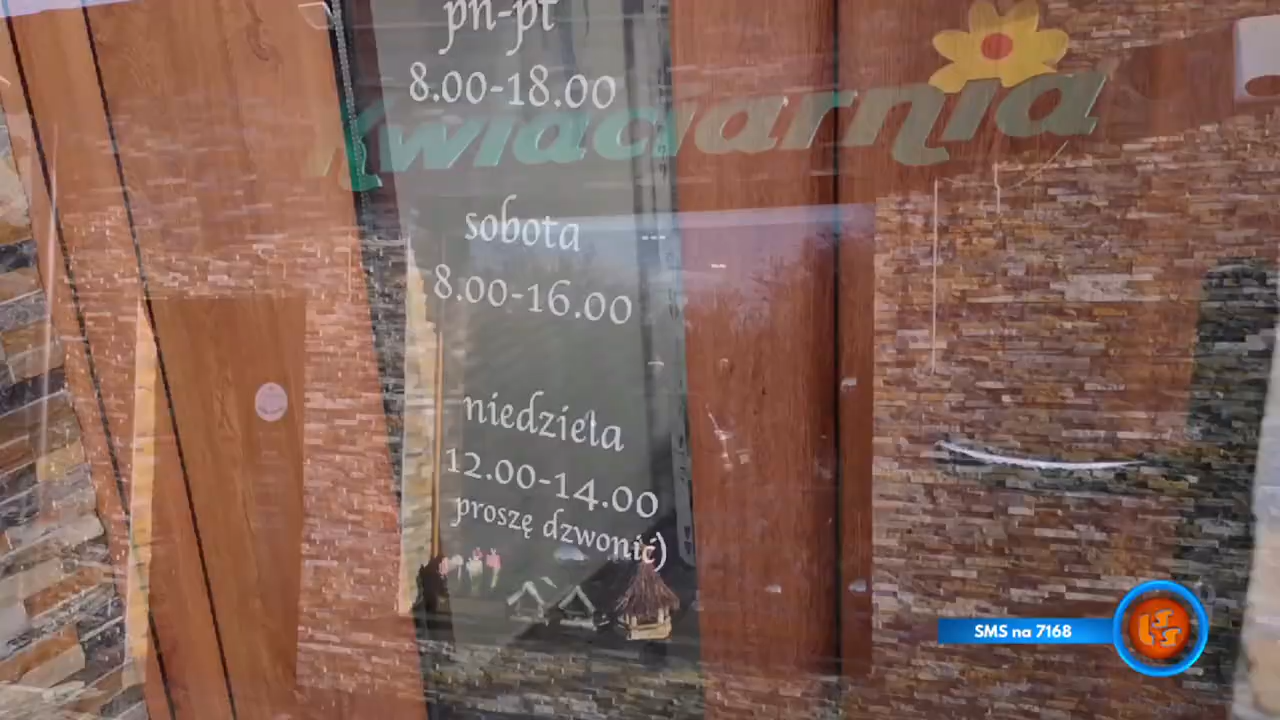 pn-pt
8.00-18.00
Kwiaciarnia
sobota
8.00-16.00
niedziela
12.00-14.00
proszę dzwonić)
SMS na 7168